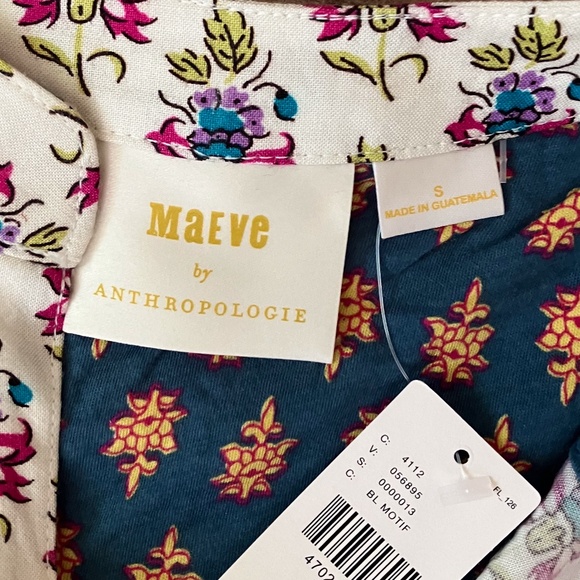 MaEVe
by
ANTHROPOLOGIE
S
MADE IN GUATEMALA
C: 4112
V: 056895
S: 0000013
C: BL MOTIF
FL_126
4702